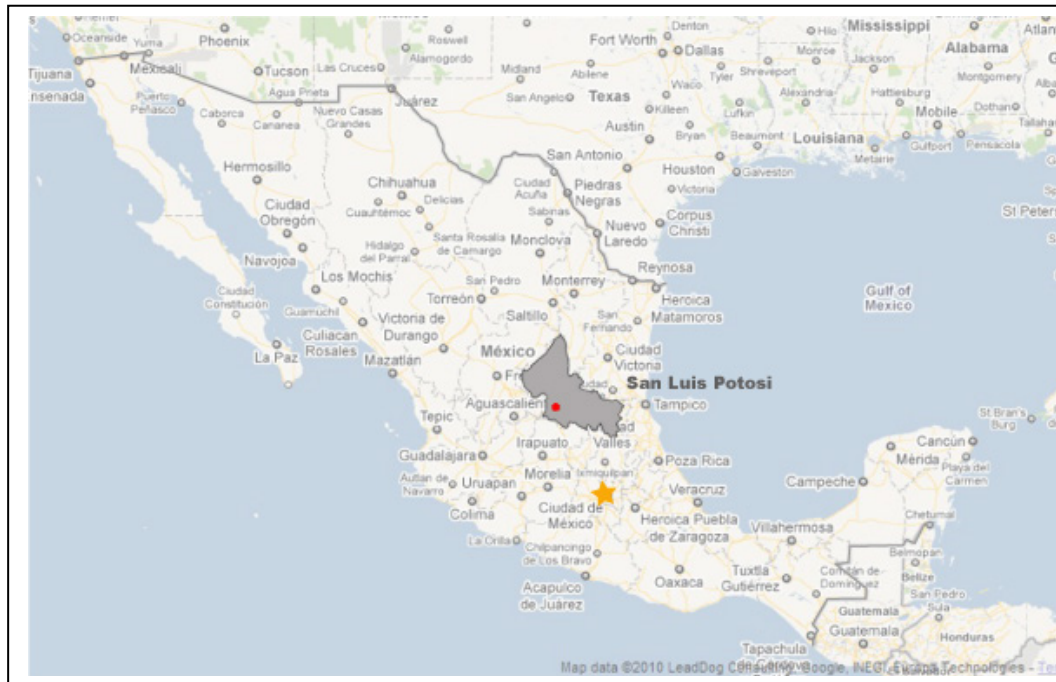 Hemet
Oceanside
Yuma
Phoenix
Tijuana
Mexicali
Tucson
Ensenada
Puerto
Peñasco
Agua Prieta
Caborca
Cananea
Nuevo Casas
Grandes
Las Cruces
Juárez
Roswell
Alamogordo
Midland
San Angelo
Abilene
Fort Worth
Denton
Dallas
Waco
Texas
Killeen
Tyler
Shreveport
Monroe
Jackson
Mississippi
Hilo
Alabama
Montgomery
Hattiesburg
Alexandria
Lufkin
Bryan
Austin
Beaumont
Lafayette
Louisiana
Mobile
Dothan
Gulfport
Pensacola
Metairie
San Antonio
Houston
Galveston
Victoria
Corpus
Christi
Hermosillo
Ciudad
Obregón
Navojoa
Chihuahua
Cuauhtémoc
Delicias
Hidalgo
del Parral
Santa Rosalía
de Camargo
Ciudad
Acuña
Piedras
Negras
Sabinas
Monclova
Nuevo
Laredo
Reynosa
Heroica
Matamoros
Ciudad
Constitución
Los Mochis
Guamuchil
Culiacan
Rosales
La Paz
Mazatlán
Victoria de
Durango
Torreón
San Pedro
Monterrey
Saltillo
San
Fernando
Gulf of
Mexico
México
Ciudad
Victoria
San Luis Potosi
Tampico
Tepic
Irapuato
Valles
Ixmiquilpan
Poza Rica
Guadalajara
Autlan de
Navarro
Uruapan
Morelia
Colima
Ciudad de
México
Veracruz
Heroica Puebla
de Zaragoza
La Orilla
Chilpancingo
de Los Bravo
Acapulco
de Juárez
Oaxaca
Villahermosa
Tuxtla
Gutiérrez
Comitán de
Domínguez
Tapachula
Campeche
Mérida
Cancún
Playa del
Carmen
Chetumal
Belmopan
Belize
San Pedro
Sula
Guatemala
Guatemala
Honduras
St Bran's
Burg
St Peter
Map data ©2010 LeadDog Consulting, Google, INEGI, Europa Technologies -